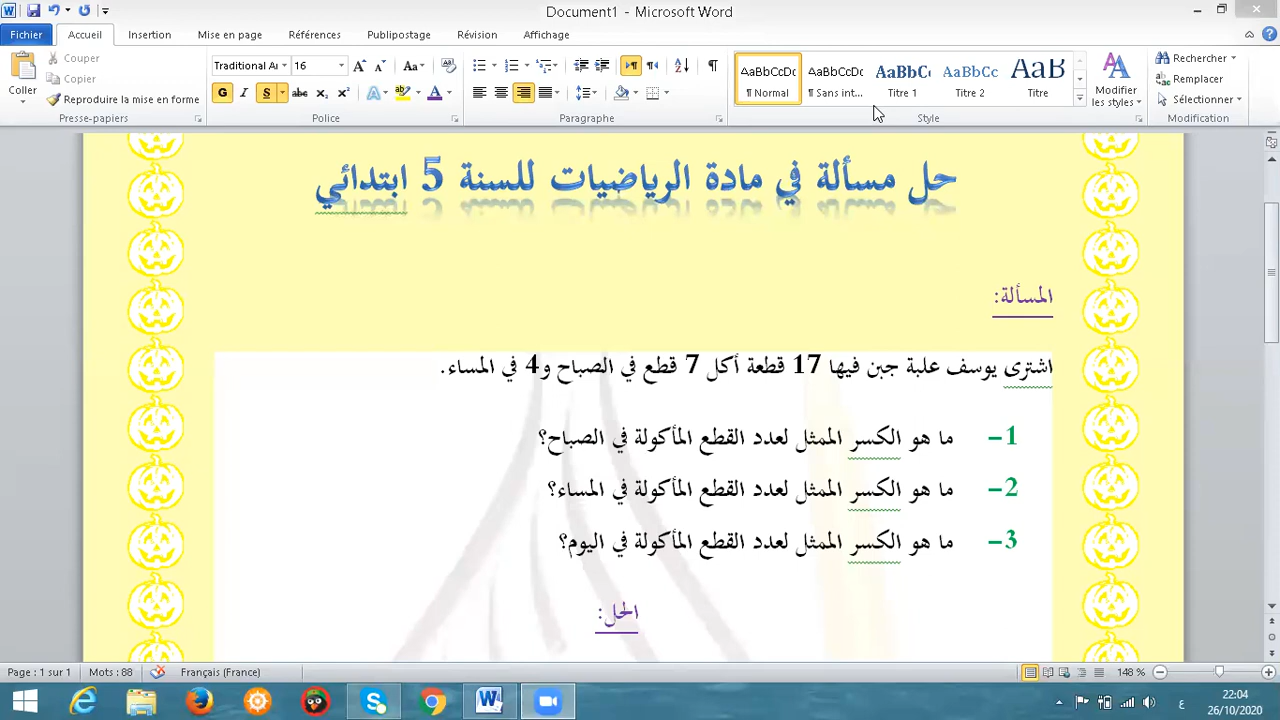 Document1 - Microsoft Word
Fichier Accueil Insertion Mise en page Références Publipostage Révision Affichage
Coller
Couper
Copier
Reproduire la mise en forme
Presse-papiers
Traditional Ar 16
G I S abc x₂ x² A ab A
Aa
Police
Paragraphe
AaBbCcDc AaBbCcDc AaBbC AaBbCc AaB
¶ Normal ¶ Sans int... Titre 1 Titre 2 Titre
Modifier les styles
Style
Rechercher
Remplacer
Sélectionner
Modification
حل مسألة في مادة الرياضيات للسنة 5 ابتدائي
المسألة:
اشترى يوسف علبة جبن فيها 17 قطعة أكل 7 قطع في الصباح و4 في المساء.
1- ما هو الكسر الممثل لعدد القطع المأكولة في الصباح؟
2- ما هو الكسر الممثل لعدد القطع المأكولة في المساء؟
3- ما هو الكسر الممثل لعدد القطع المأكولة في اليوم؟
الحل:
Page : 1 sur 1 Mots : 88 Français (France) 148 %
ع 22:04
26/10/2020